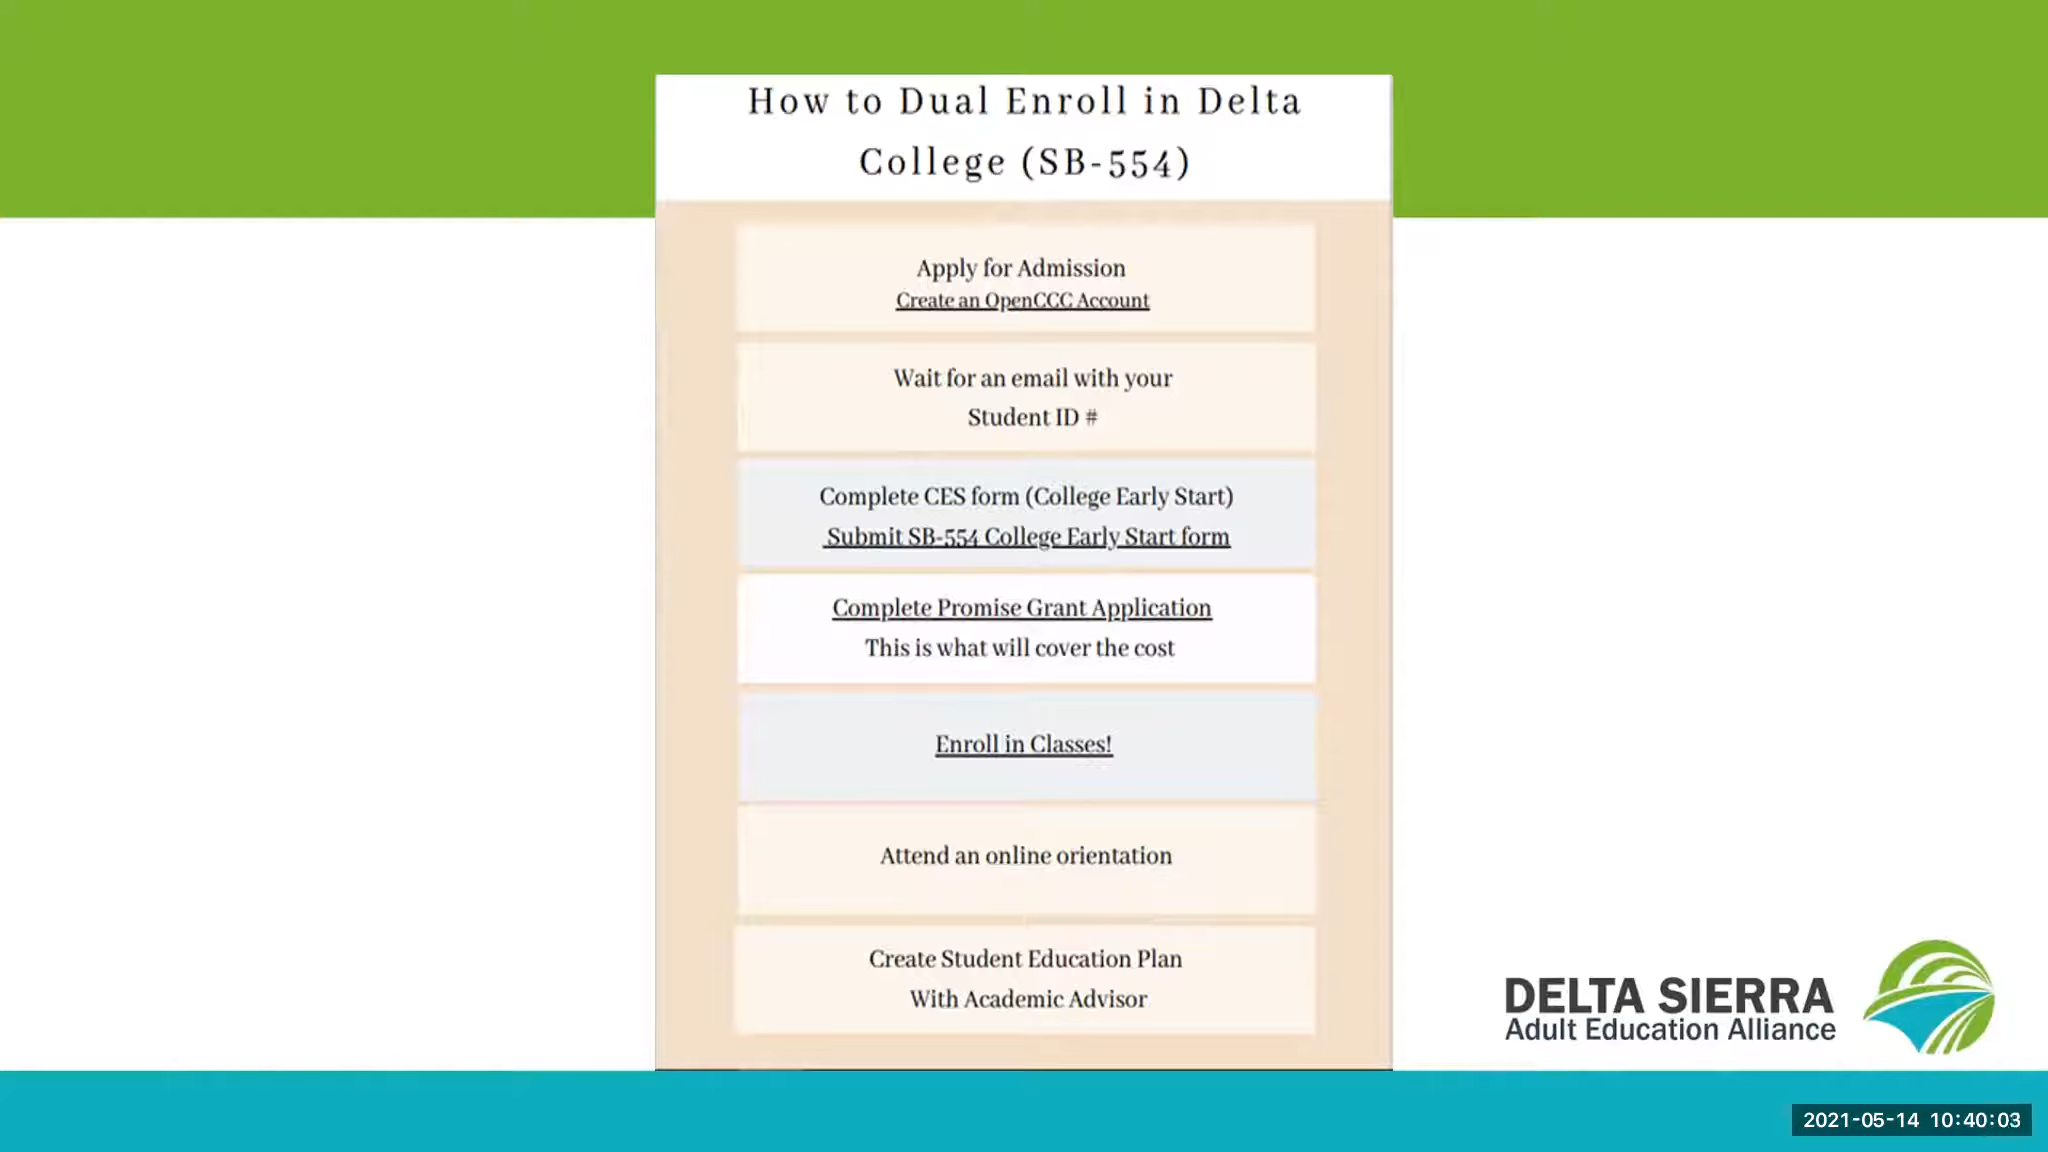 How to Dual Enroll in Delta
College (SB-554)
Apply for Admission
Create an OpenCCC Account
Wait for an email with your
Student ID #
Complete CES form (College Early Start)
Submit SB-554 College Early Start form
Complete Promise Grant Application
This is what will cover the cost
Enroll in Classes!
Attend an online orientation
Create Student Education Plan
With Academic Advisor
DELTA SIERRA
Adult Education Alliance
2021-05-14 10:40:03